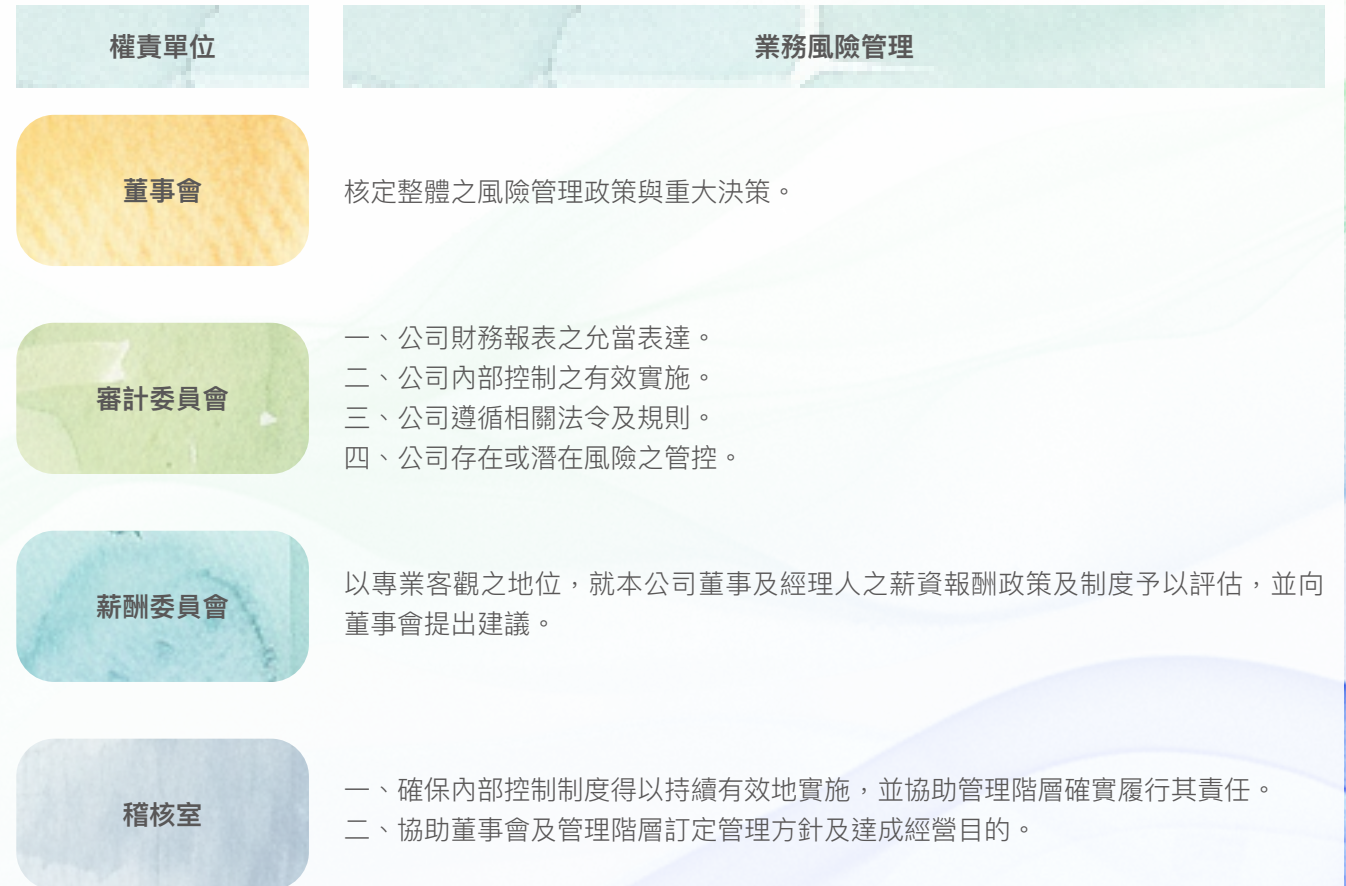 權責單位
業務風險管理
董事會
核定整體之風險管理政策與重大決策。
審計委員會
一、公司財務報表之允當表達。
二、公司內部控制之有效實施。
三、公司遵循相關法令及規則。
四、公司存在或潛在風險之管控。
薪酬委員會
以專業客觀之地位，就本公司董事及經理人之薪資報酬政策及制度予以評估，並向
董事會提出建議。
稽核室
一、確保內部控制制度得以持續有效地實施，並協助管理階層確實履行其責任。
二、協助董事會及管理階層訂定管理方針及達成經營目的。